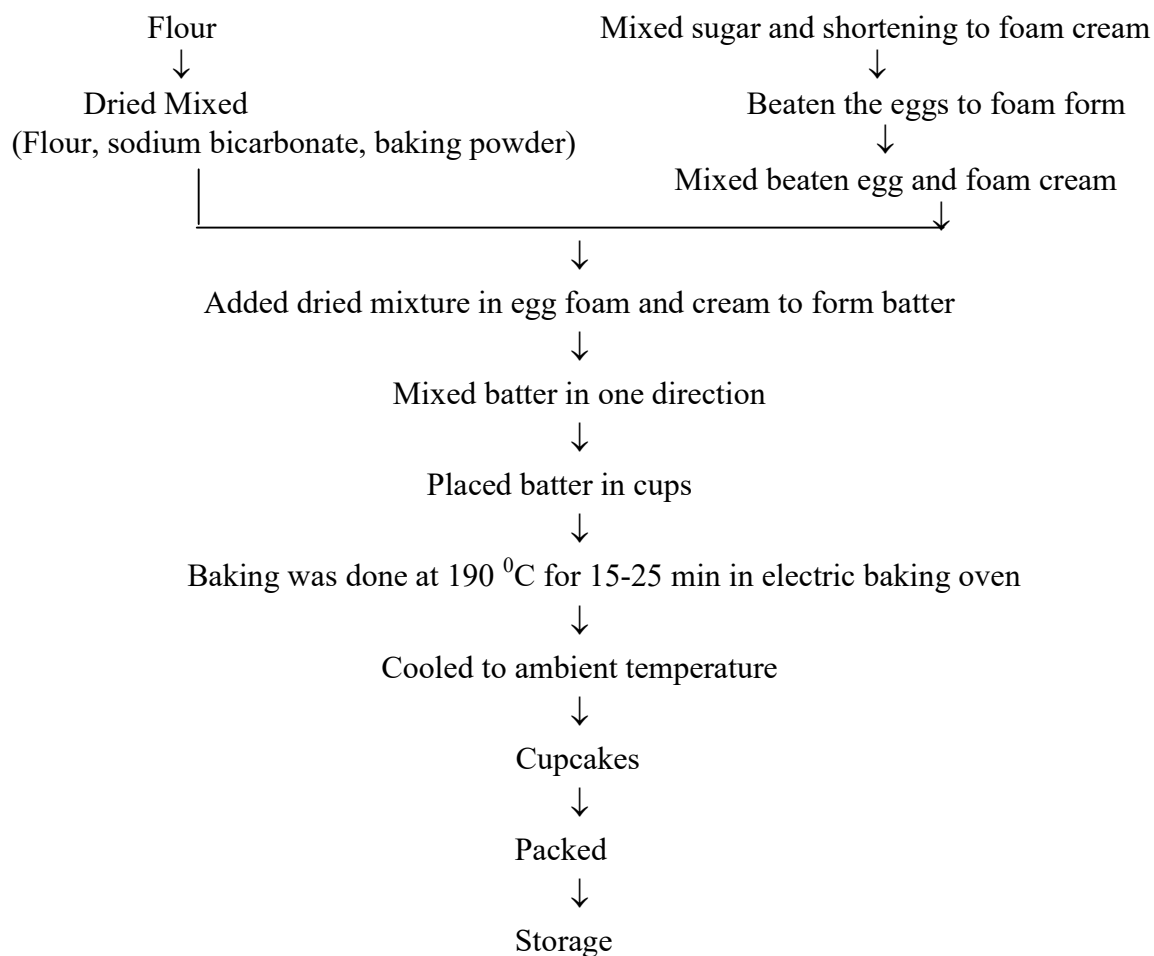 Flour
Mixed sugar and shortening to foam cream
↓
↓
Dried Mixed
Beaten the eggs to foam form
(Flour, sodium bicarbonate, baking powder)
↓
Mixed beaten egg and foam cream
↓
Added dried mixture in egg foam and cream to form batter
↓
Mixed batter in one direction
↓
Placed batter in cups
↓
Baking was done at 190 ⁰C for 15-25 min in electric baking oven
↓
Cooled to ambient temperature
↓
Cupcakes
↓
Packed
↓
Storage